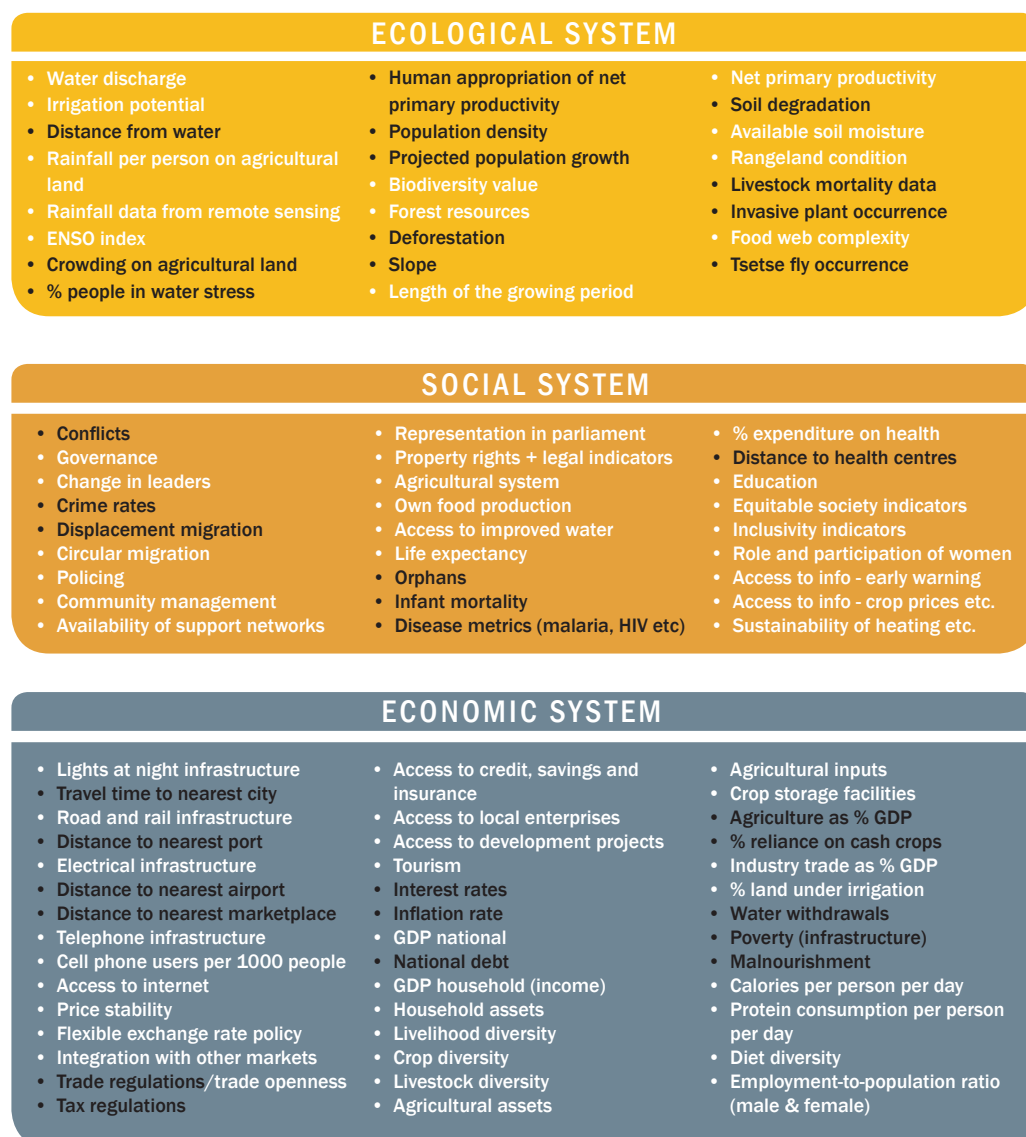 ECOLOGICAL SYSTEM
• Water discharge
• Irrigation potential
• Distance from water
• Rainfall per person on agricultural
land
• Rainfall data from remote sensing
• ENSO index
• Crowding on agricultural land
• % people in water stress
• Human appropriation of net
primary productivity
• Population density
• Projected population growth
• Biodiversity value
• Forest resources
• Deforestation
• Slope
• Length of the growing period
• Net primary productivity
• Soil degradation
• Available soil moisture
• Rangeland condition
• Livestock mortality data
• Invasive plant occurrence
• Food web complexity
• Tsetse fly occurrence
SOCIAL SYSTEM
• Conflicts
• Governance
• Change in leaders
• Crime rates
• Displacement migration
• Circular migration
• Policing
• Community management
• Availability of support networks
• Representation in parliament
• Property rights + legal indicators
• Agricultural system
• Own food production
• Access to improved water
• Life expectancy
• Orphans
• Infant mortality
• Disease metrics (malaria, HIV etc)
• % expenditure on health
• Distance to health centres
• Education
• Equitable society indicators
• Inclusivity indicators
• Role and participation of women
• Access to info - early warning
• Access to info - crop prices etc.
• Sustainability of heating etc.
ECONOMIC SYSTEM
• Lights at night infrastructure
• Travel time to nearest city
• Road and rail infrastructure
• Distance to nearest port
• Electrical infrastructure
• Distance to nearest airport
• Distance to nearest marketplace
• Telephone infrastructure
• Cell phone users per 1000 people
• Access to internet
• Price stability
• Flexible exchange rate policy
• Integration with other markets
• Trade regulations/trade openness
• Tax regulations
• Access to credit, savings and
insurance
• Access to local enterprises
• Access to development projects
• Tourism
• Interest rates
• Inflation rate
• GDP national
• National debt
• GDP household (income)
• Household assets
• Livelihood diversity
• Crop diversity
• Livestock diversity
• Agricultural assets
• Agricultural inputs
• Crop storage facilities
• Agriculture as % GDP
• % reliance on cash crops
• Industry trade as % GDP
• % land under irrigation
• Water withdrawals
• Poverty (infrastructure)
• Malnourishment
• Calories per person per day
• Protein consumption per person
per day
• Diet diversity
• Employment-to-population ratio
(male & female)